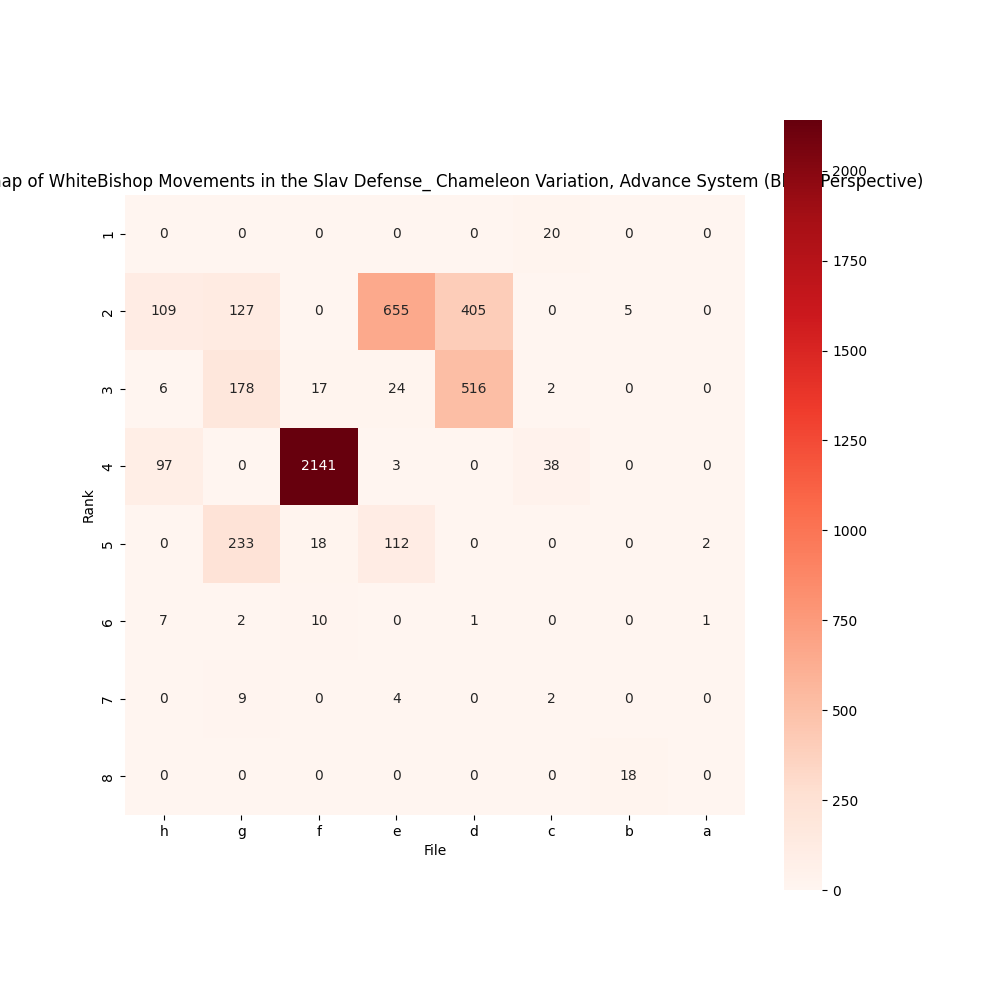 ap of WhiteBishop Movements in the Slav Defense_ Chameleon Variation, Advance System (Bl Perspective)
2000
1 0 0 0 0 0 20 0 0
1750
2 109 127 0 655 405 0 5 0
1500
3 6 178 17 24 516 2 0 0
1250
4 97 0 2141 3 0 38 0 0
Rank
1000
5 0 233 18 112 0 0 0 2
750
6 7 2 10 0 1 0 0 1
500
7 0 9 0 4 0 2 0 0
250
8 0 0 0 0 0 0 18 0
h g f e d c b a
File
0